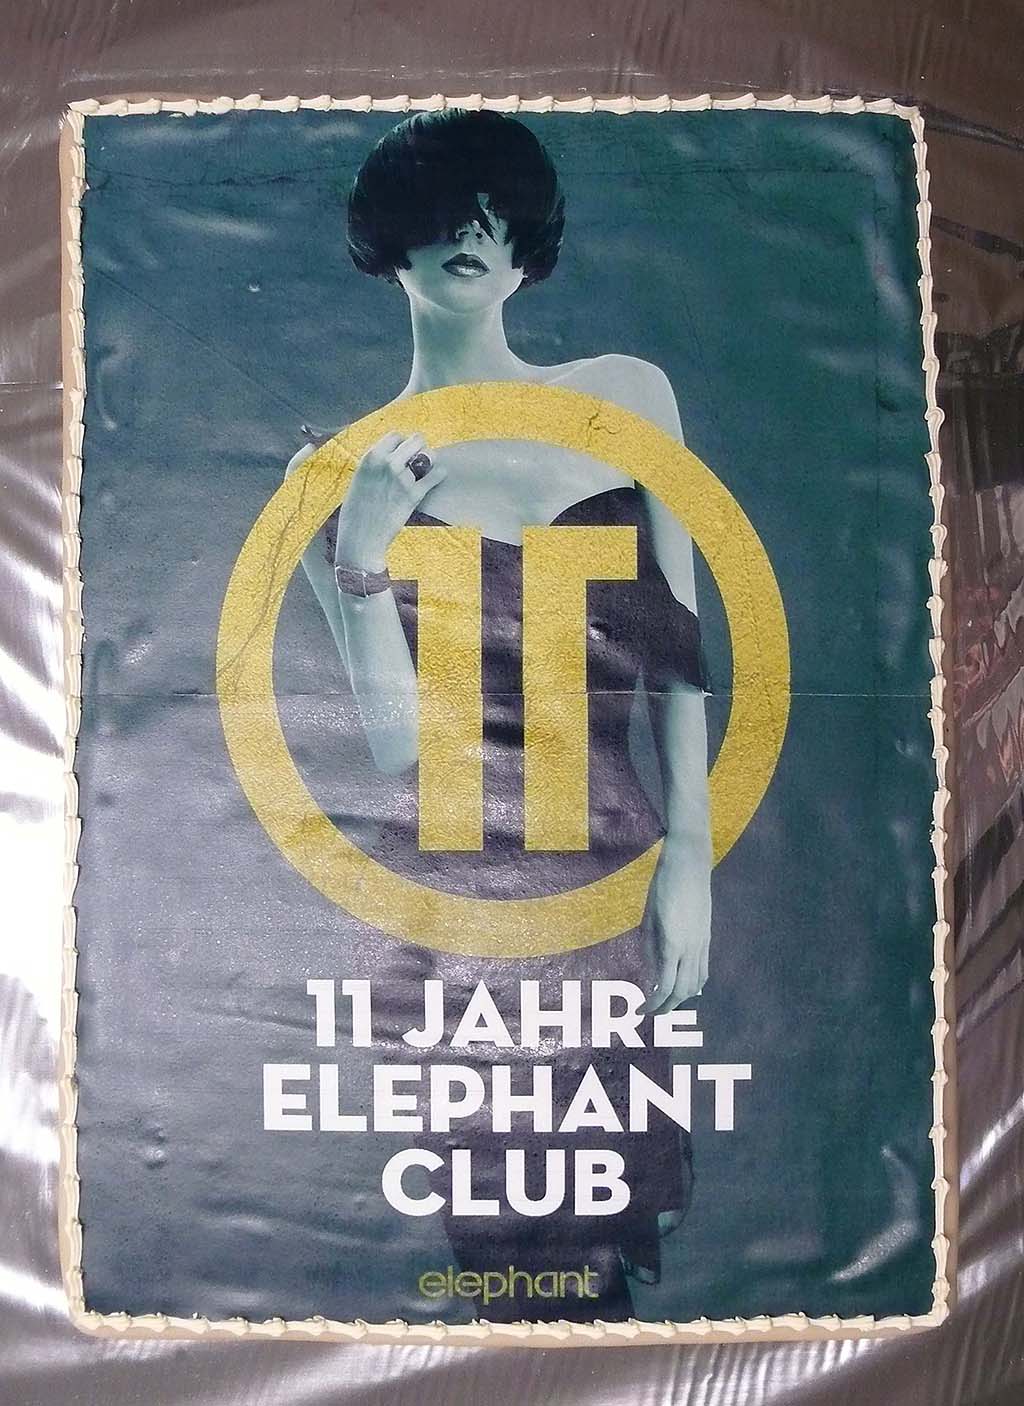 11
11 JAHRE
ELEPHANT
CLUB
elephant